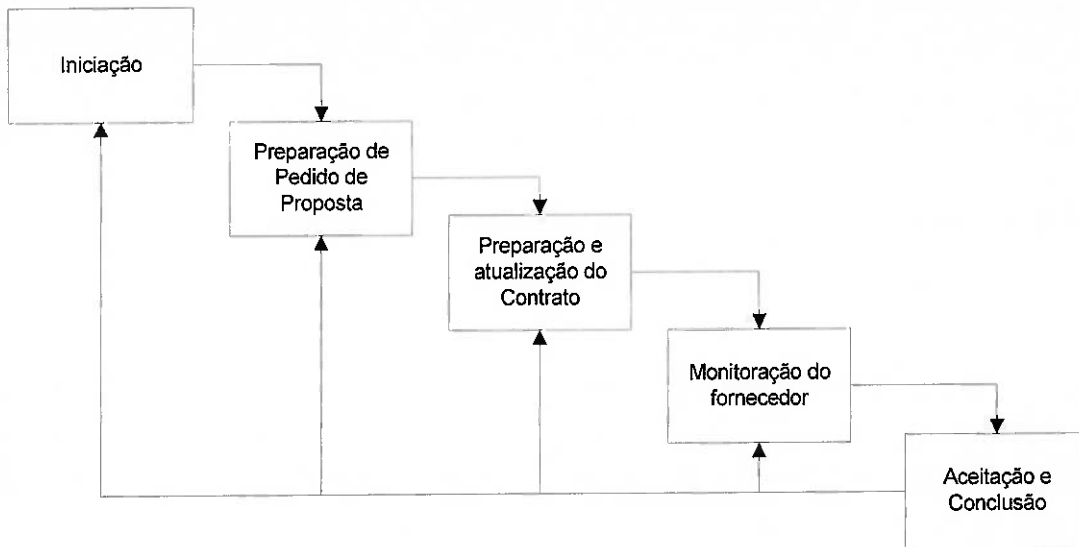 Iniciação
Preparação de
Pedido de
Proposta
Preparação e
atualização do
Contrato
Monitoração do
fornecedor
Aceitação e
Conclusão